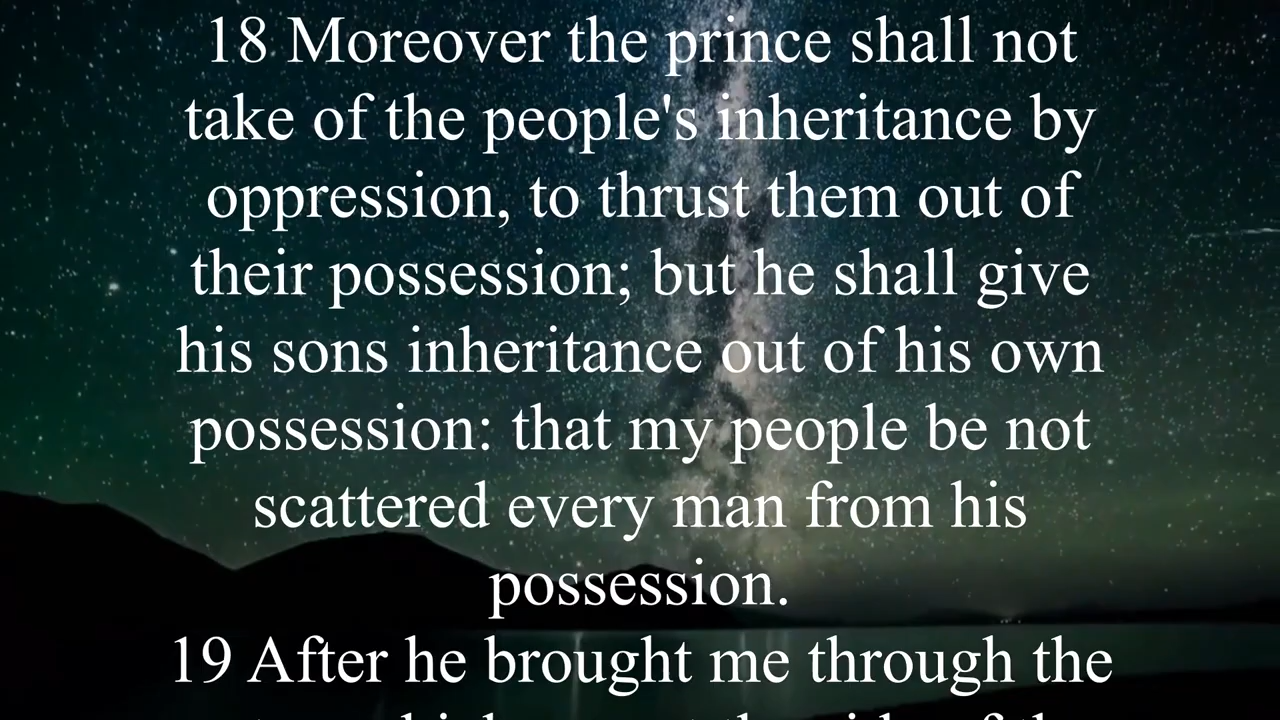 18 Moreover the prince shall not
take of the people's inheritance by
oppression, to thrust them out of
their possession; but he shall give
his sons inheritance out of his own
possession: that my people be not
scattered every man from his
possession.
19 After he brought me through the